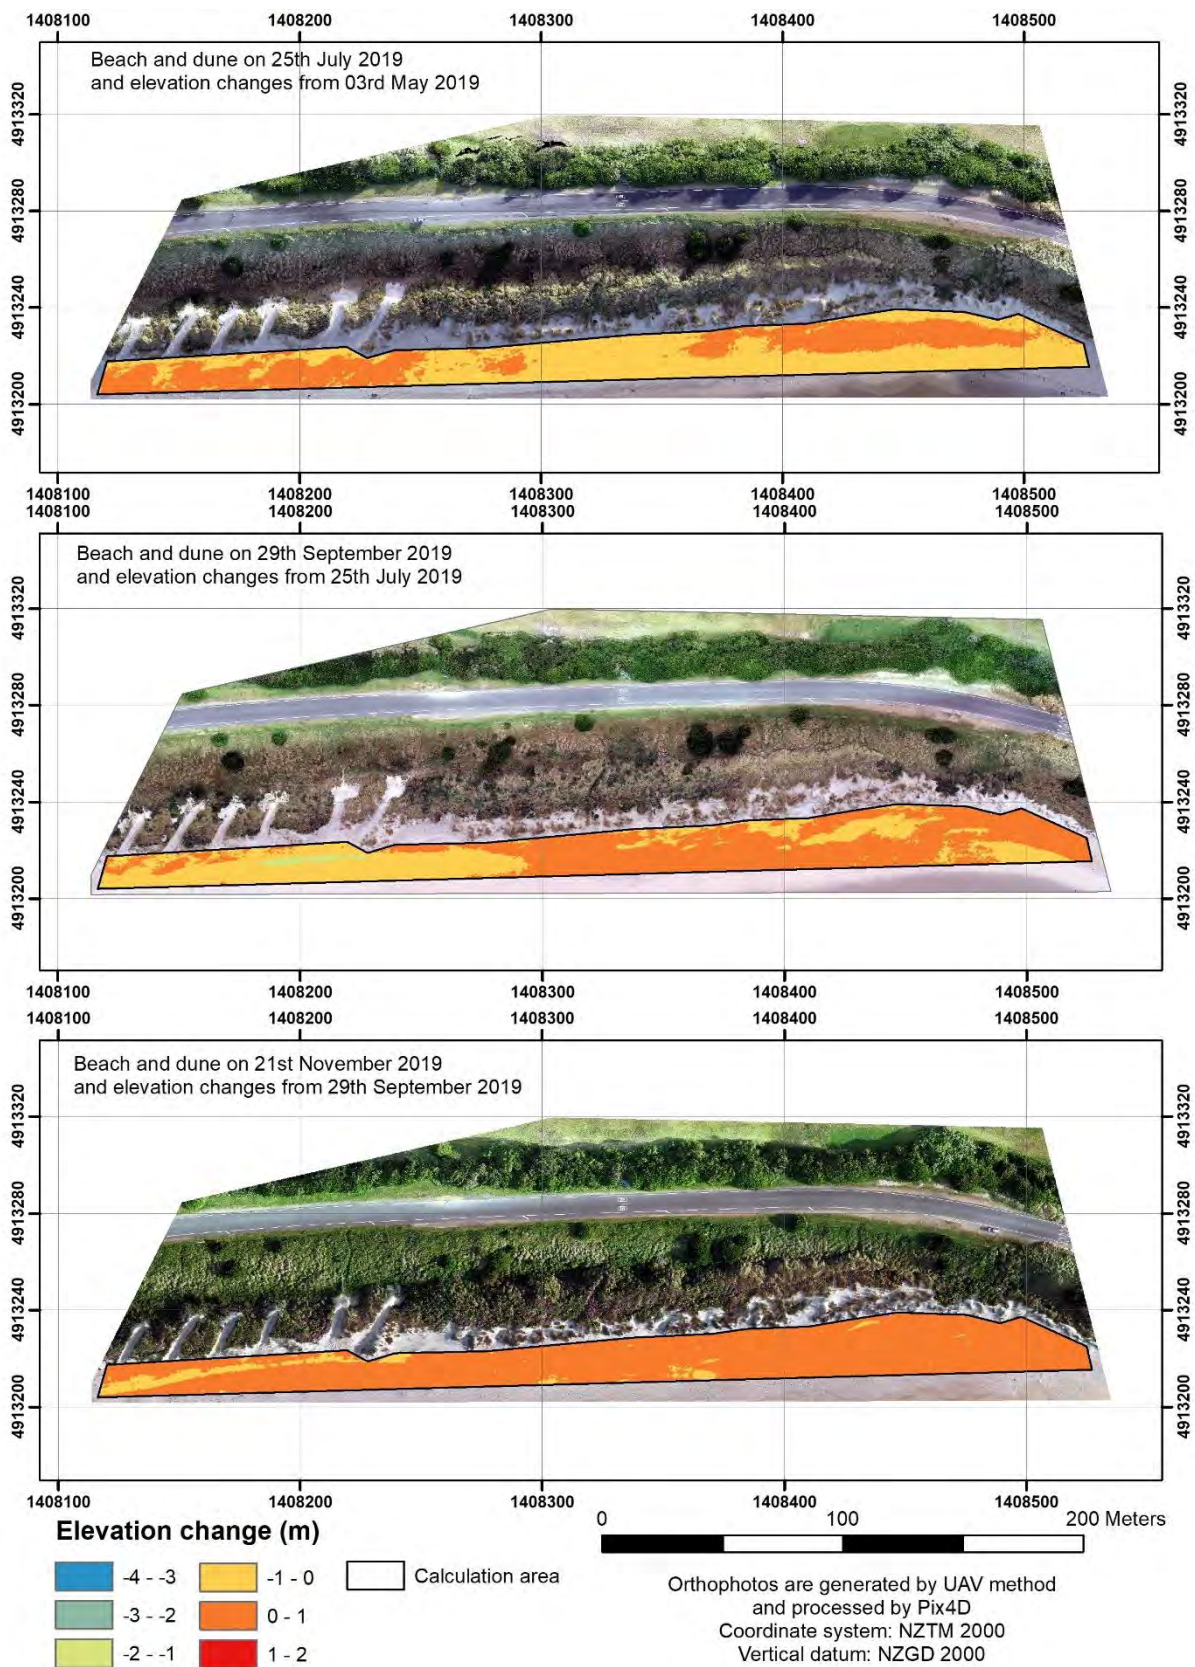 1408100 1408200 1408300 1408400 1408500
Beach and dune on 25th July 2019
and elevation changes from 03rd May 2019
4913320 4913320
4913280 4913280
4913240 4913240
4913200 4913200
1408100 1408200 1408300 1408400 1408500
1408100 1408200 1408300 1408400 1408500
Beach and dune on 29th September 2019
and elevation changes from 25th July 2019
4913320 4913320
4913280 4913280
4913240 4913240
4913200 4913200
1408100 1408200 1408300 1408400 1408500
1408100 1408200 1408300 1408400 1408500
Beach and dune on 21st November 2019
and elevation changes from 29th September 2019
4913320 4913320
4913280 4913280
4913240 4913240
4913200 4913200
1408100 1408200 1408300 1408400 1408500
Elevation change (m)
-4 - -3
-3 - -2
-2 - -1
-1 - 0
0 - 1
1 - 2
Calculation area
0 100 200 Meters
Orthophotos are generated by UAV method
and processed by Pix4D
Coordinate system: NZTM 2000
Vertical datum: NZGD 2000